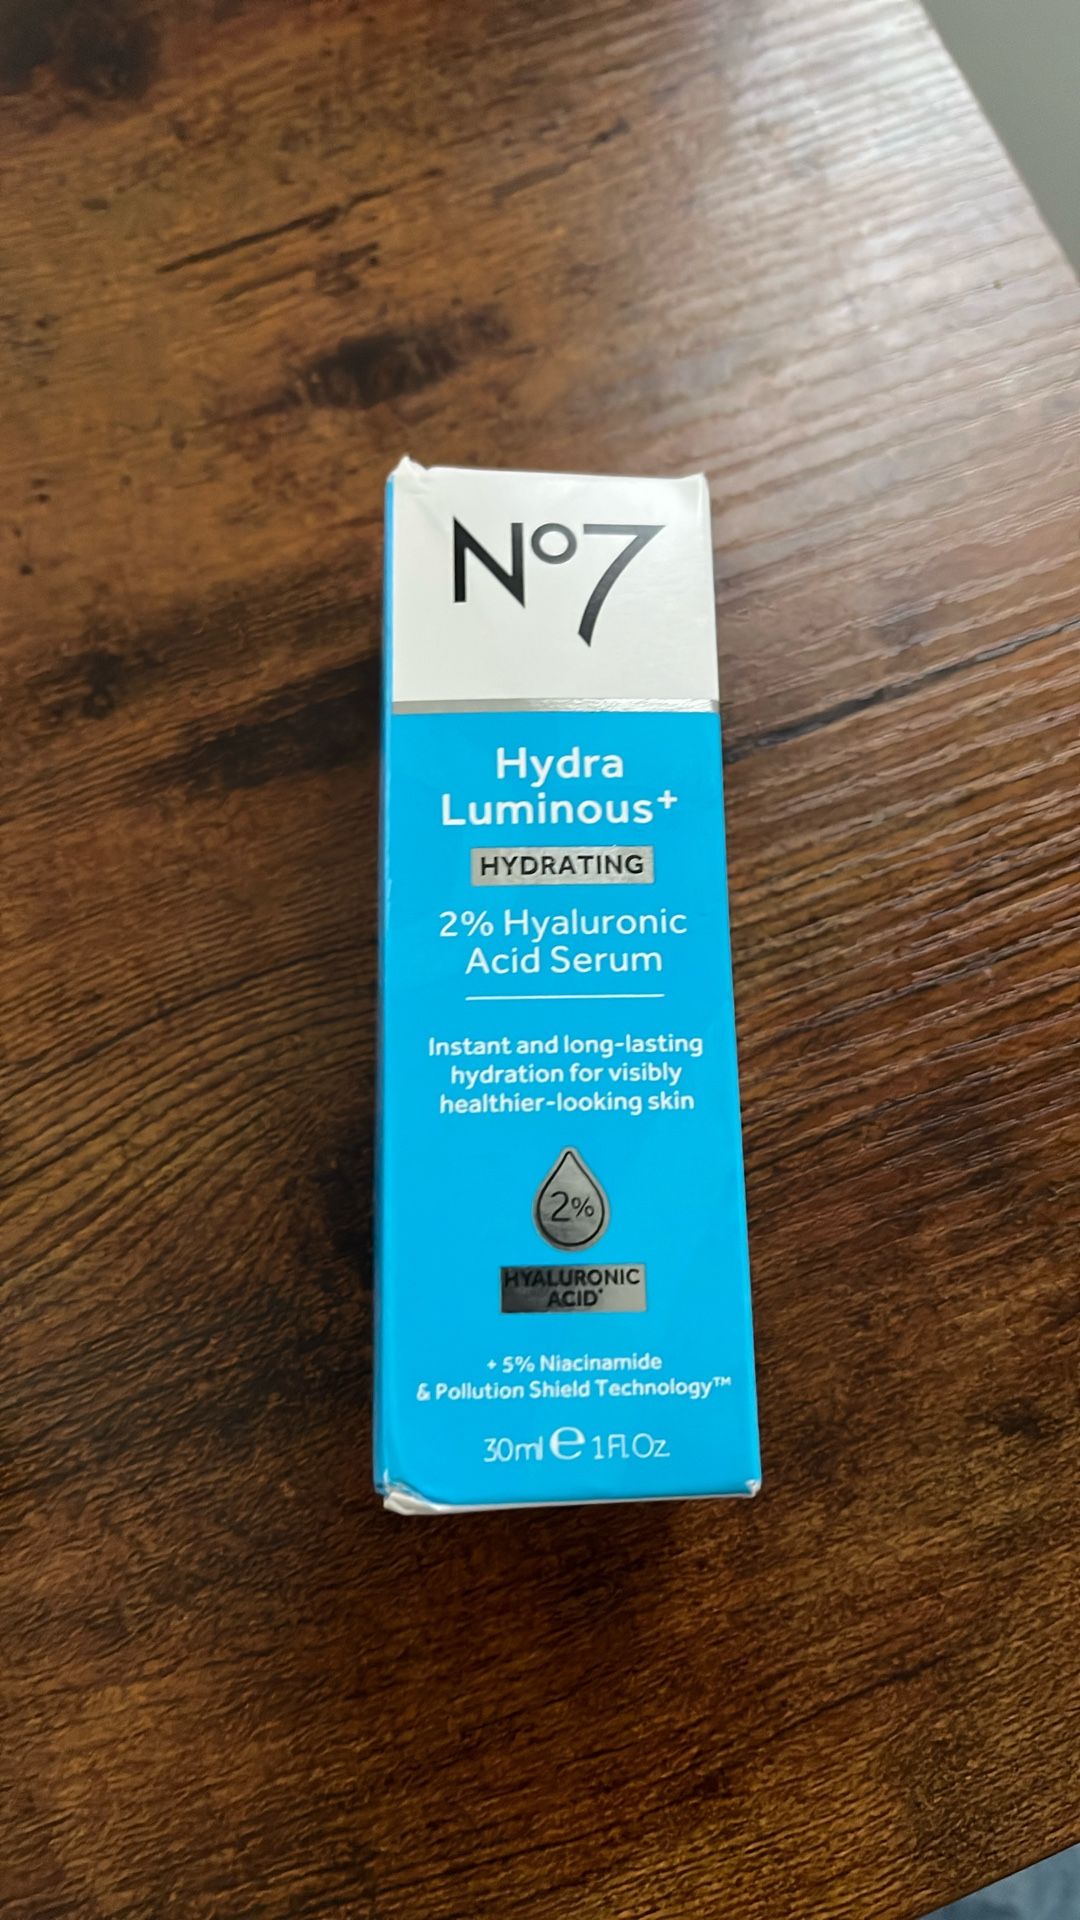 No7
Hydra
Luminous+
HYDRATING
2% Hyaluronic
Acid Serum
Instant and long-lasting
hydration for visibly
healthier-looking skin
2%
HYALURONIC
ACID*
+ 5% Niacinamide
& Pollution Shield Technology™
30ml e 1 Fl. Oz.